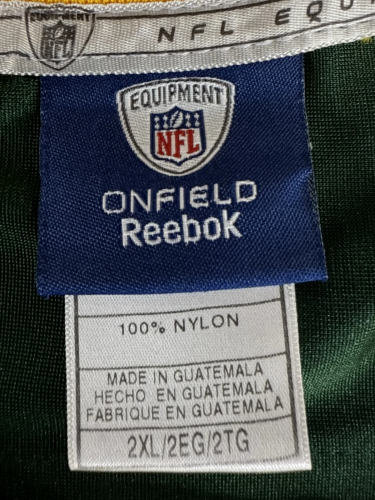 NFL EQU
EQUIPMENT
NFL
ONFIELD
Reebok
100% NYLON
MADE IN GUATEMALA
HECHO EN GUATEMALA
FABRIQUE EN GUATEMALA
2XL/2EG/2TG